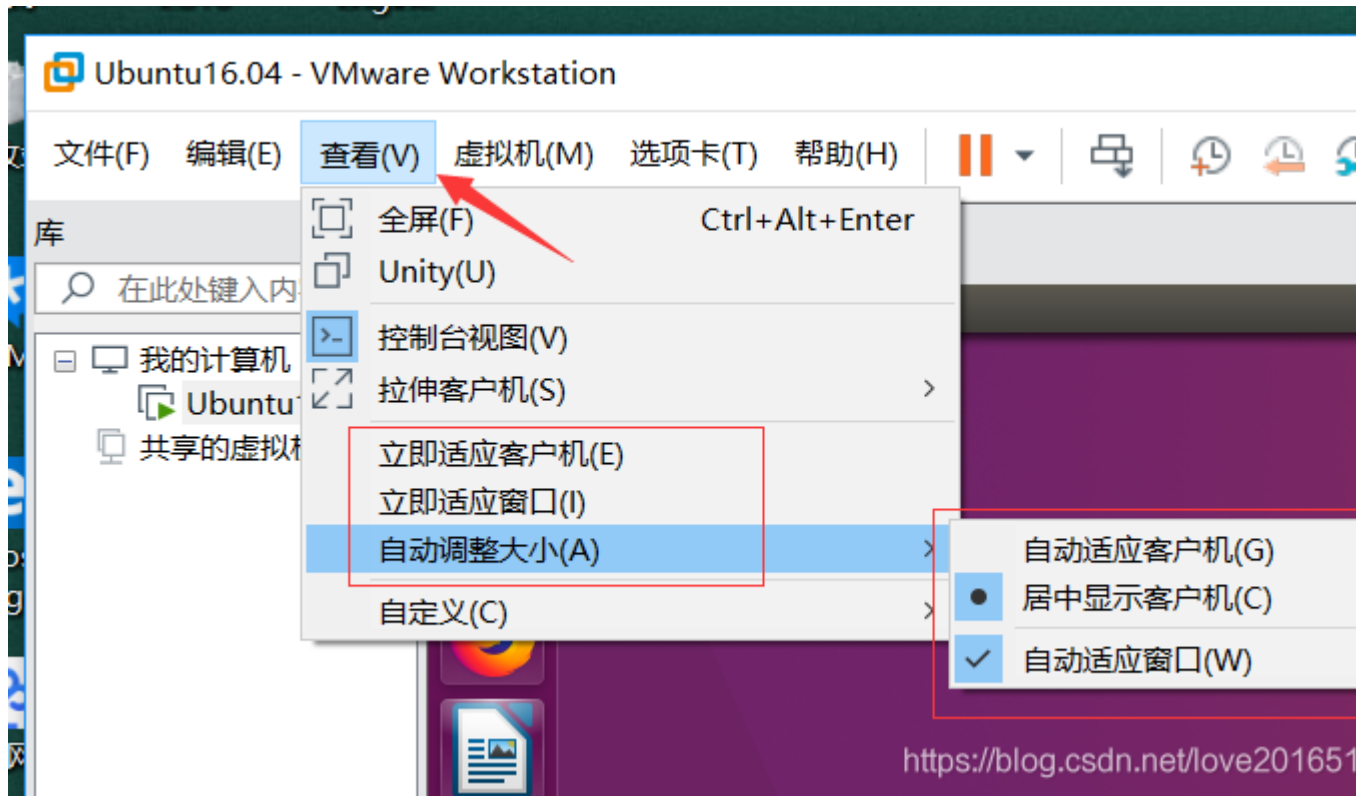 Ubuntu16.04 - VMware Workstation
文件(F) 编辑(E) 查看(V) 虚拟机(M) 选项卡(T) 帮助(H)
库
在此处键入内
我的计算机
Ubuntu
共享的虚拟
全屏(F) Ctrl+Alt+Enter
Unity(U)
控制台视图(V)
拉伸客户机(S)
立即适应客户机(E)
立即适应窗口(I)
自动调整大小(A)
自定义(C)
自动适应客户机(G)
居中显示客户机(C)
自动适应窗口(W)
https://blog.csdn.net/love201651